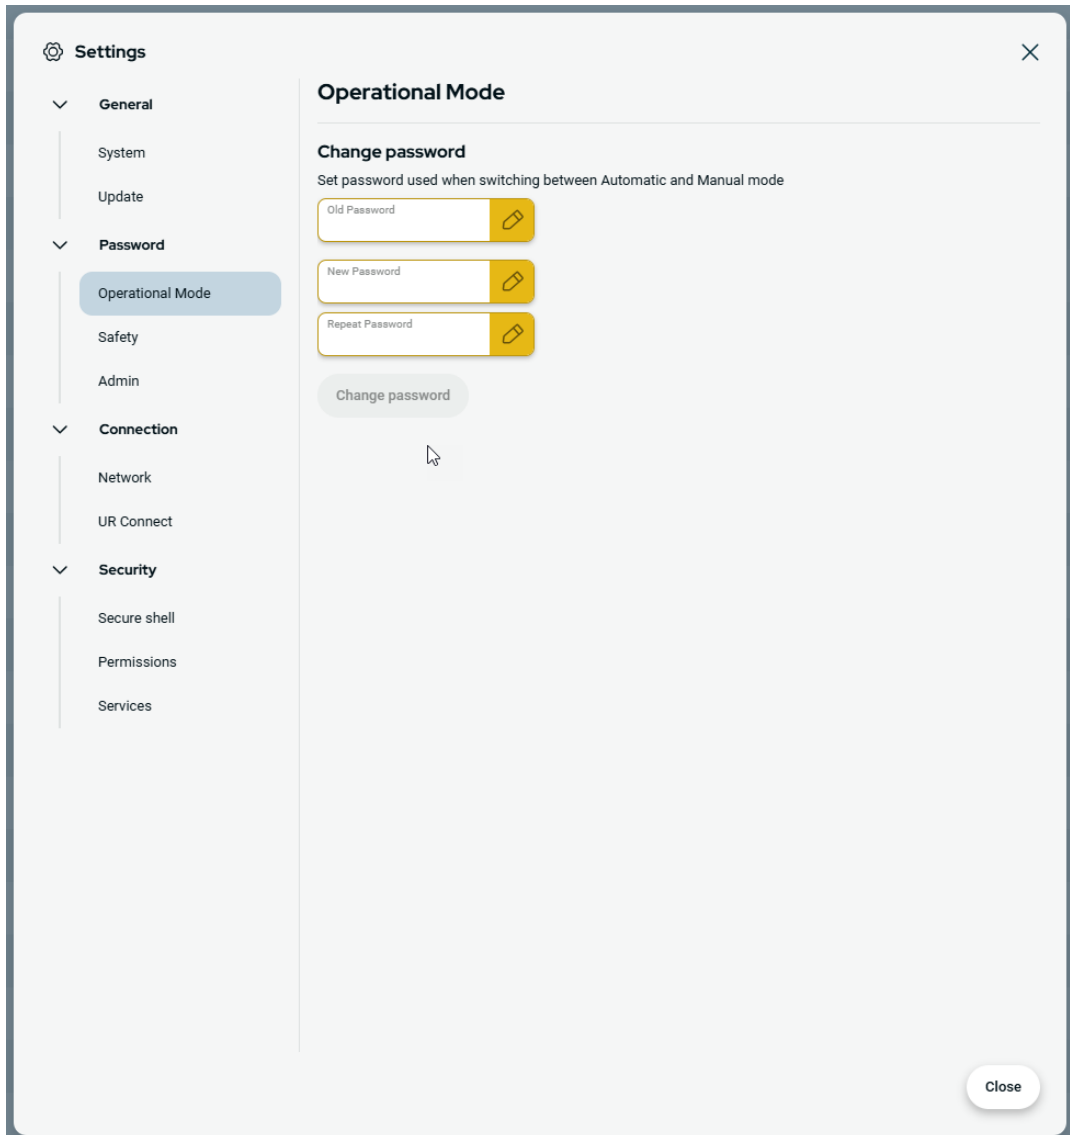 Settings
General
System
Update
Password
Operational Mode
Safety
Admin
Connection
Network
UR Connect
Security
Secure shell
Permissions
Services
Operational Mode
Change password
Set password used when switching between Automatic and Manual mode
Old Password
New Password
Repeat Password
Change password
Close